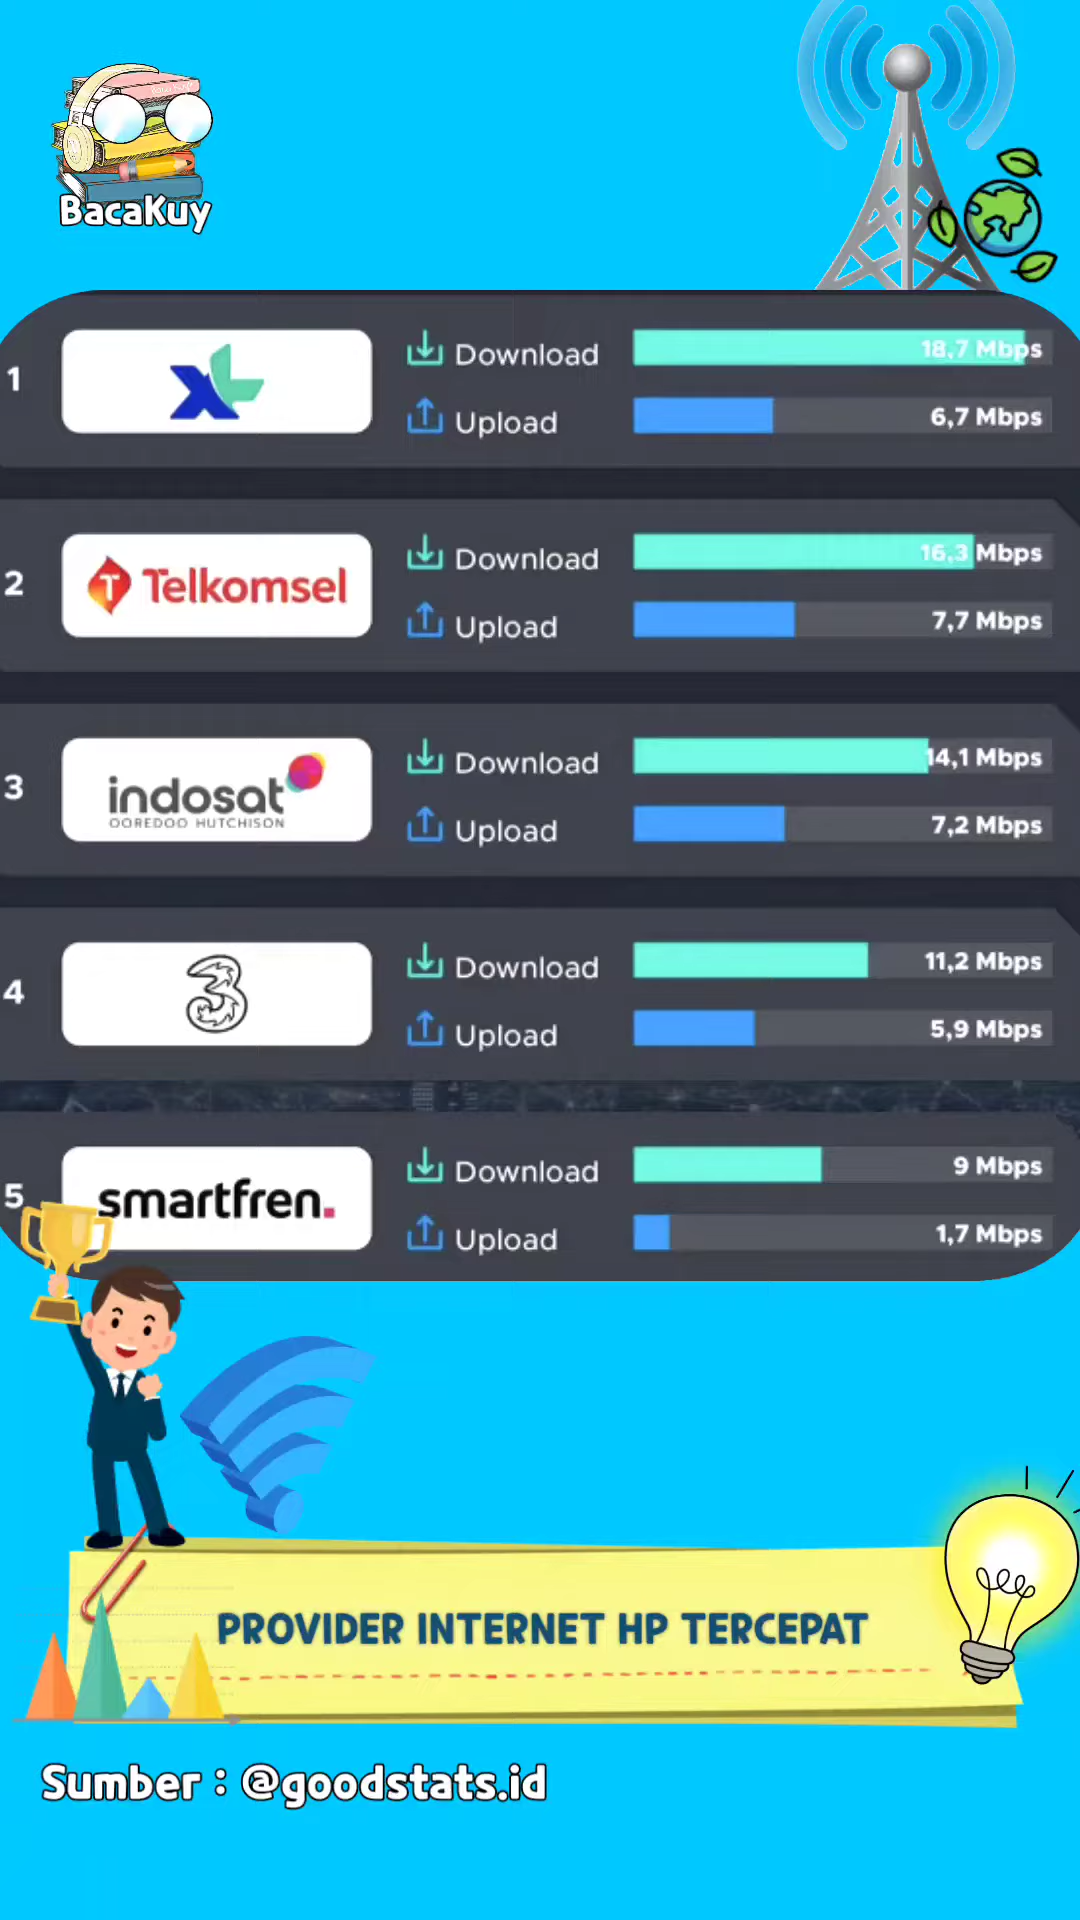 BacaKuy
1
XL
Download
18,7 Mbps
Upload
6,7 Mbps
2
T Telkomsel
Download
16,3 Mbps
Upload
7,7 Mbps
3
indosat
OOREDOO HUTCHISON
Download
14,1 Mbps
Upload
7,2 Mbps
4
3
Download
11,2 Mbps
Upload
5,9 Mbps
5
smartfren.
Download
9 Mbps
Upload
1,7 Mbps
PROVIDER INTERNET HP TERCEPAT
Sumber : @goodstats.id